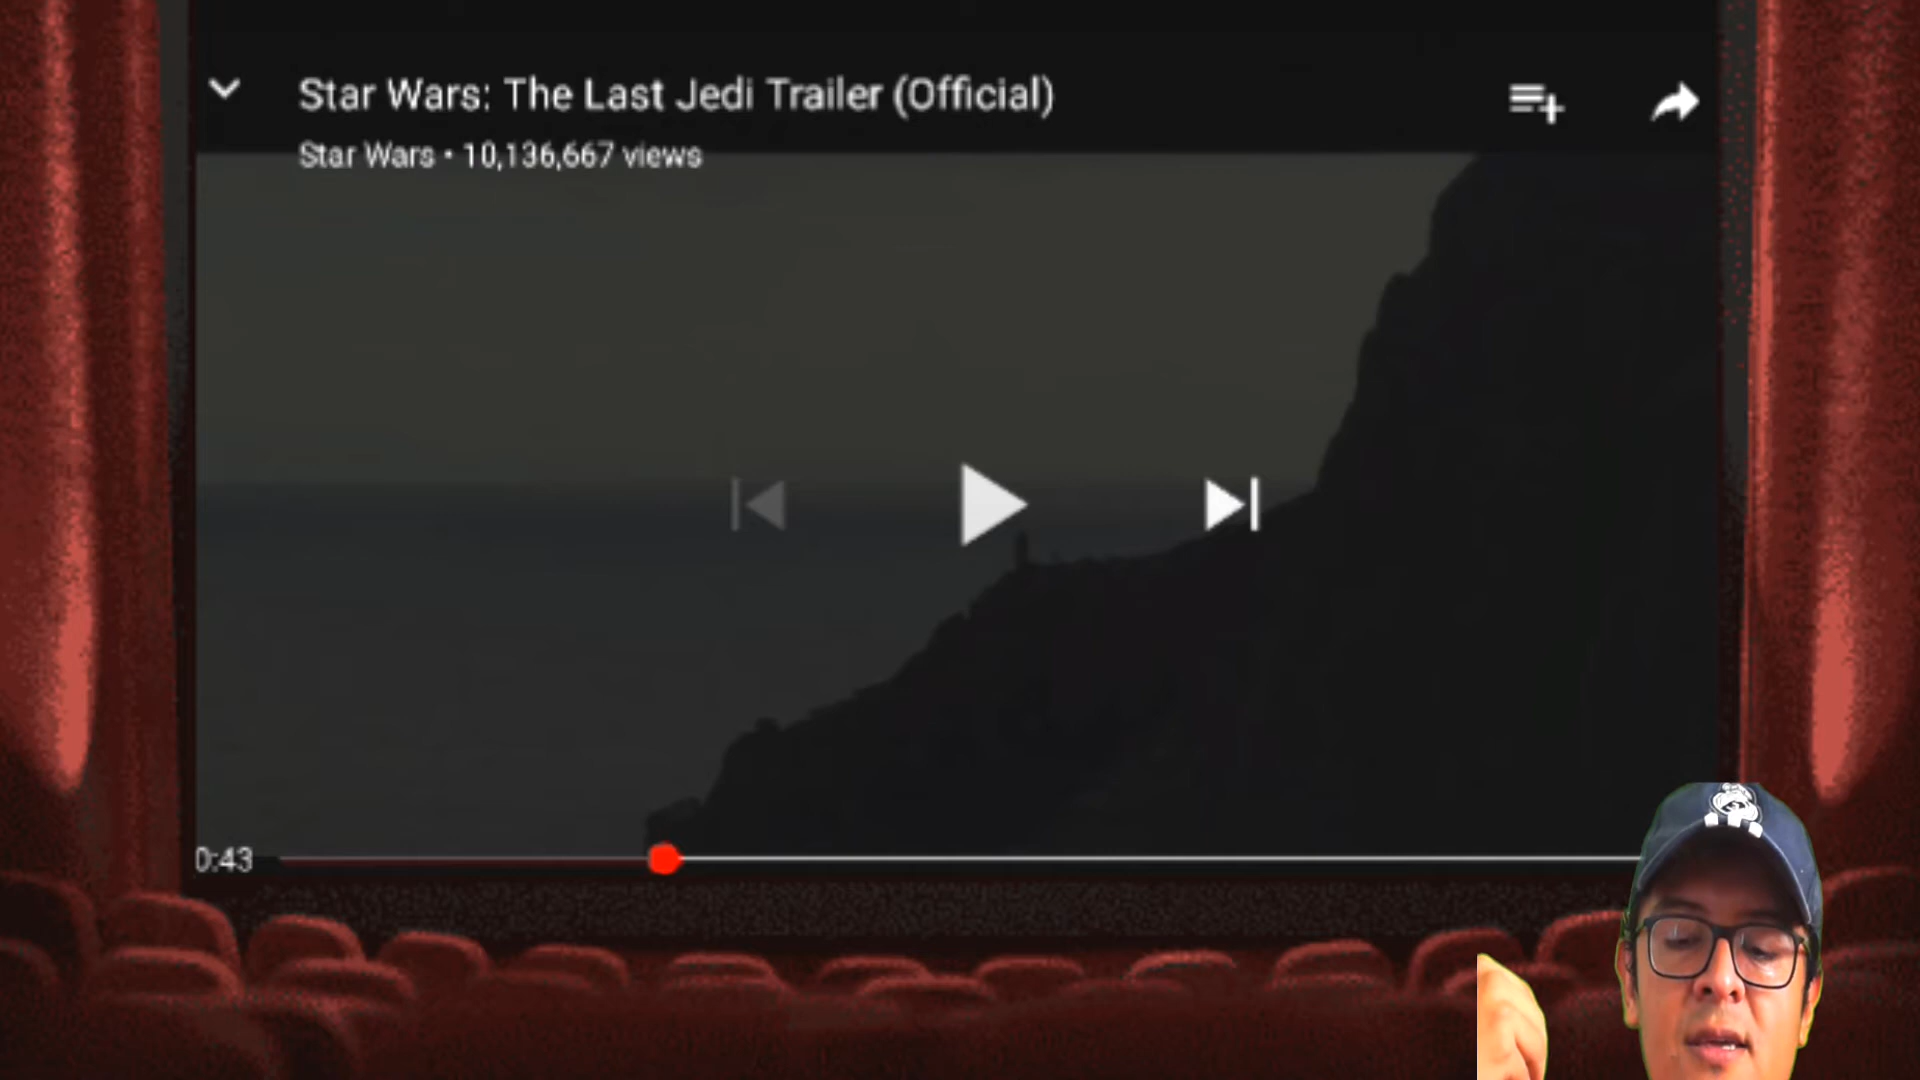 Star Wars: The Last Jedi Trailer (Official)
Star Wars • 10,136,667 views
0:43